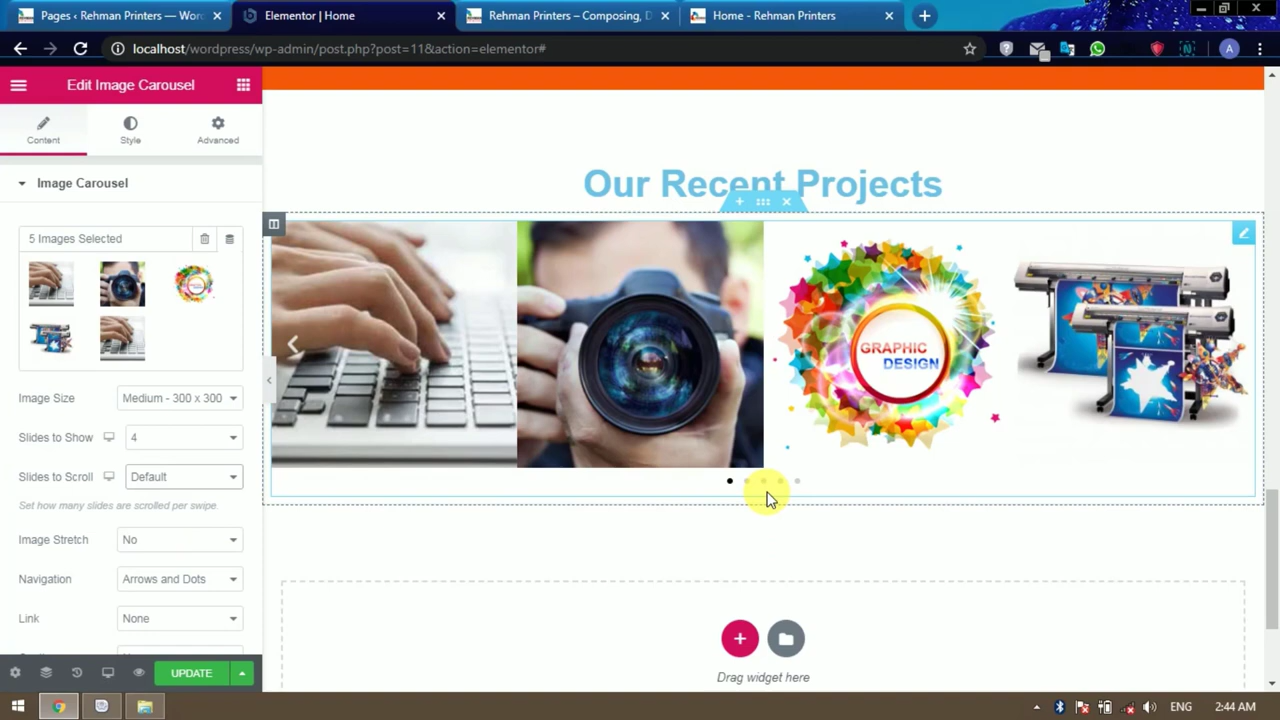 Pages ‹ Rehman Printers — Wor
Elementor | Home
Rehman Printers – Composing, D
Home - Rehman Printers
localhost/wordpress/wp-admin/post.php?post=11&action=elementor#
A
Edit Image Carousel
Content
Style
Advanced
Image Carousel
5 Images Selected
Image Size
Medium - 300 x 300
Slides to Show
4
Slides to Scroll
Default
Set how many slides are scrolled per swipe.
Image Stretch
No
Navigation
Arrows and Dots
Link
None
UPDATE
Our Recent Projects
GRAPHIC
DESIGN
Drag widget here
ENG
2:44 AM